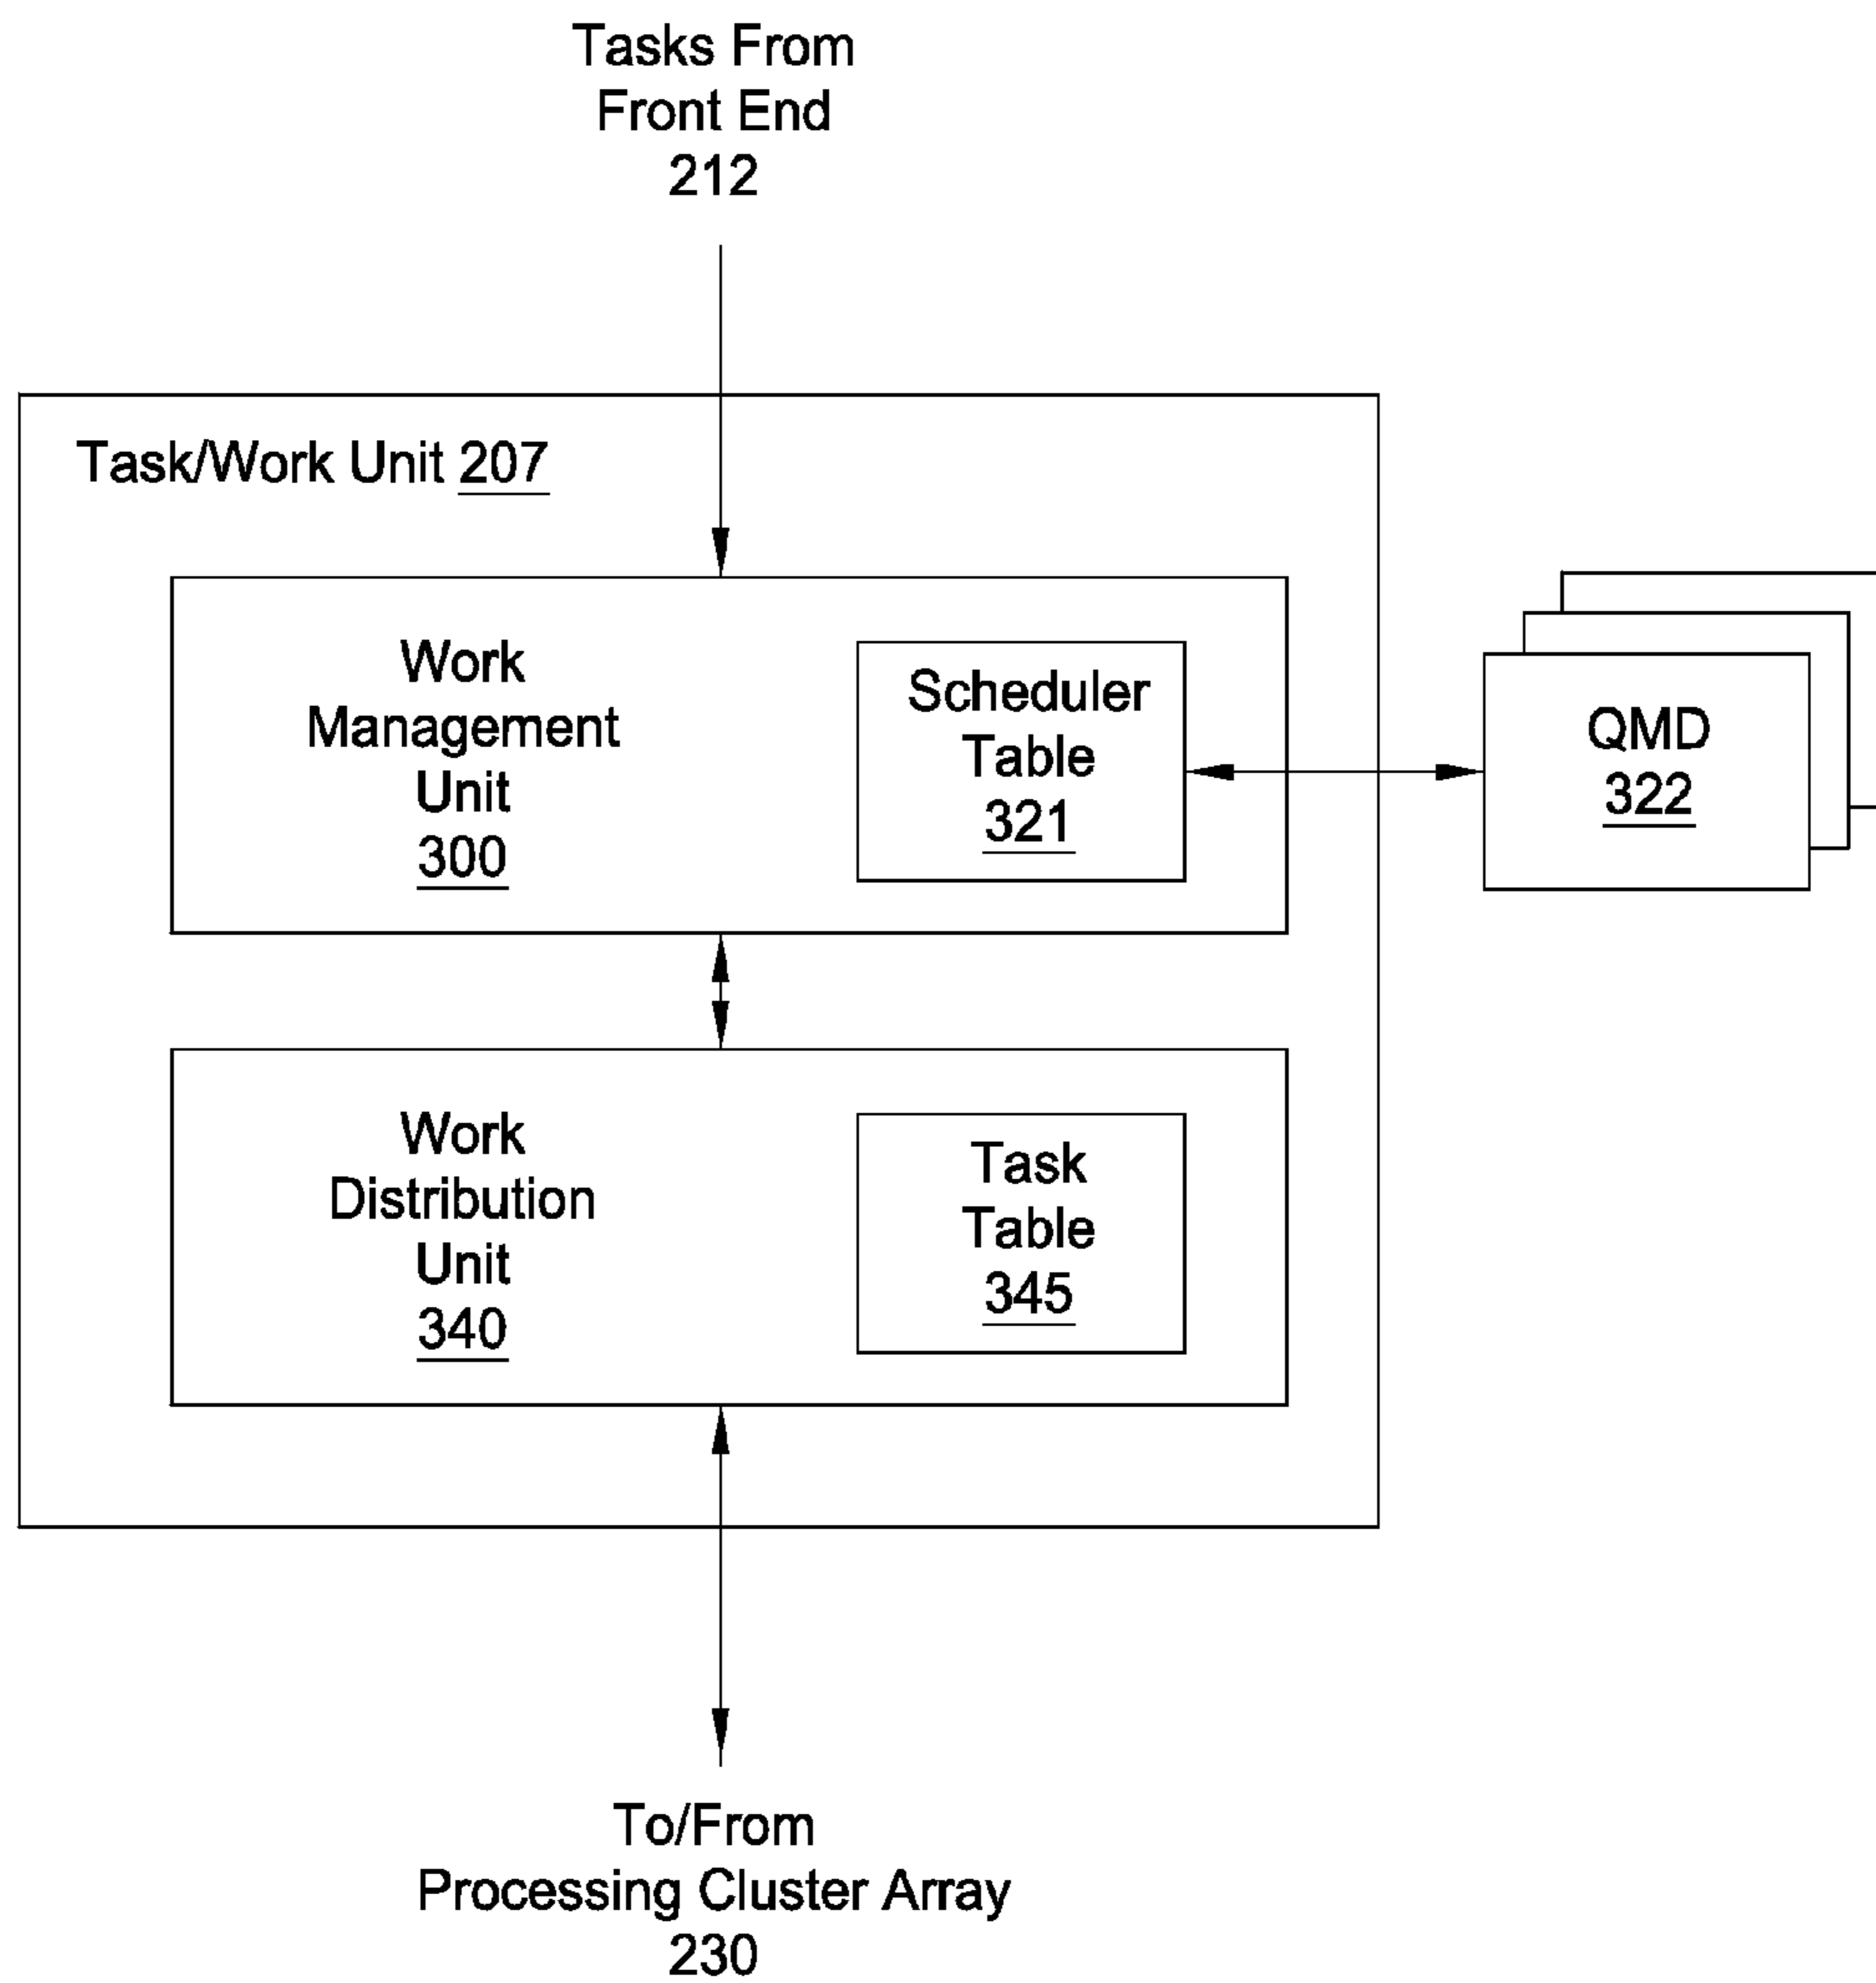 Tasks From
Front End
212
Task/Work Unit 207
Work
Management
Unit
300
Scheduler
Table
321
QMD
322
Work
Distribution
Unit
340
Task
Table
345
To/From
Processing Cluster Array
230